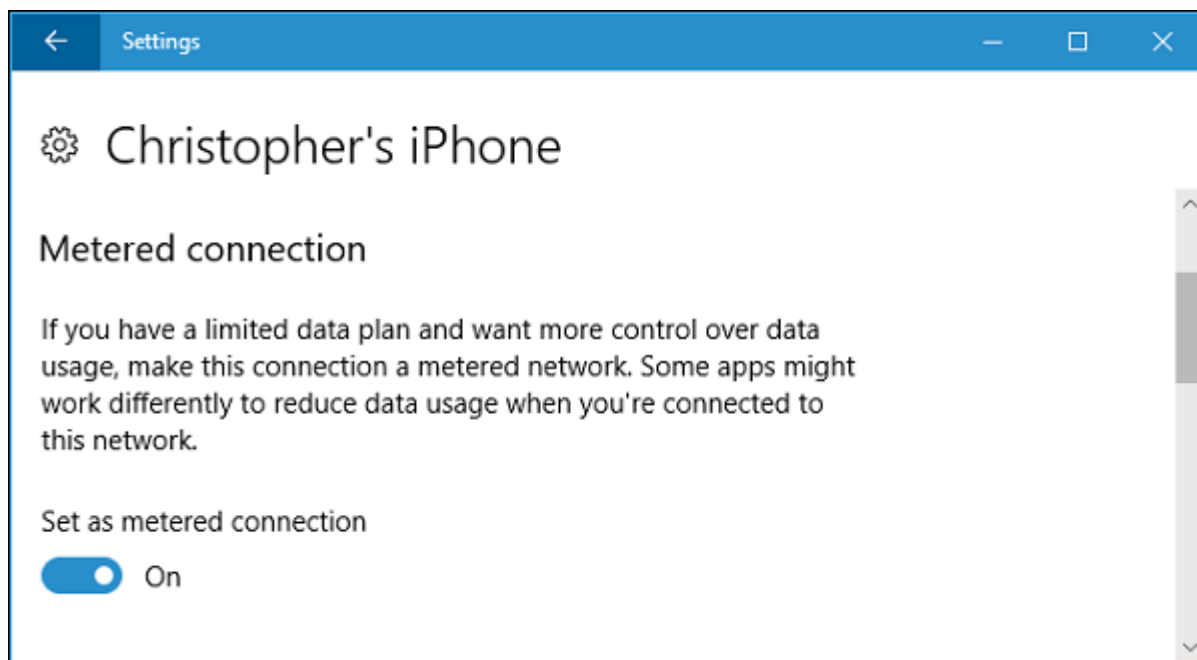 Settings
Christopher's iPhone
Metered connection
If you have a limited data plan and want more control over data
usage, make this connection a metered network. Some apps might
work differently to reduce data usage when you're connected to
this network.
Set as metered connection
On